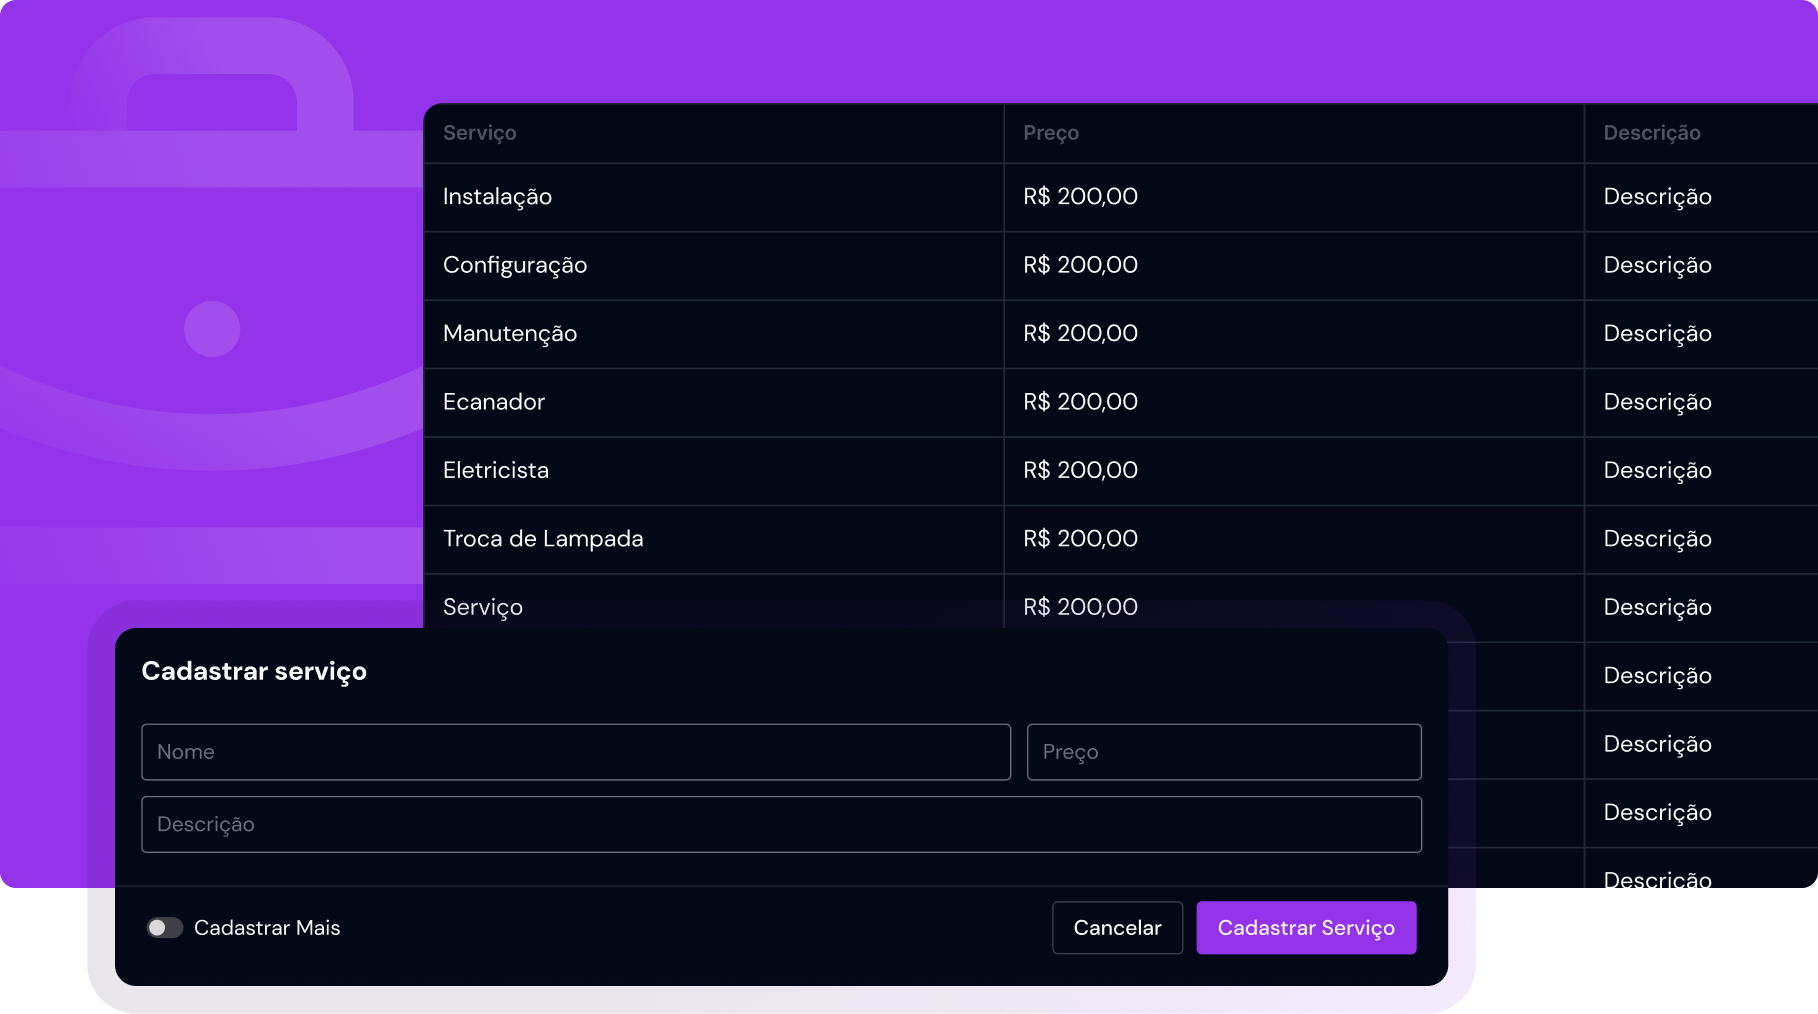 Serviço Preço Descrição
Instalação R$ 200,00 Descrição
Configuração R$ 200,00 Descrição
Manutenção R$ 200,00 Descrição
Ecanador R$ 200,00 Descrição
Eletricista R$ 200,00 Descrição
Troca de Lampada R$ 200,00 Descrição
Serviço R$ 200,00 Descrição
Descrição
Descrição
Descrição
Descrição
Cadastrar serviço
Nome Preço
Descrição
Cadastrar Mais Cancelar Cadastrar Serviço